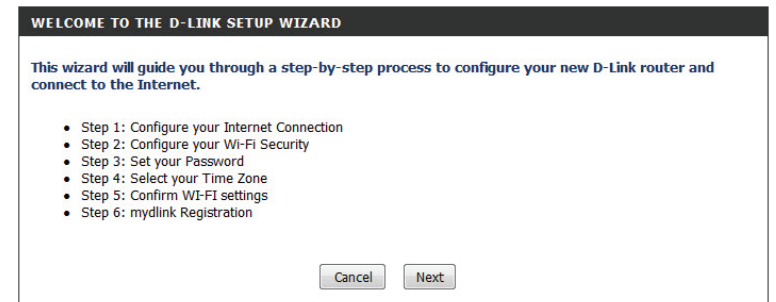 WELCOME TO THE D-LINK SETUP WIZARD
This wizard will guide you through a step-by-step process to configure your new D-Link router and
connect to the Internet.
• Step 1: Configure your Internet Connection
• Step 2: Configure your Wi-Fi Security
• Step 3: Set your Password
• Step 4: Select your Time Zone
• Step 5: Confirm WI-FI settings
• Step 6: mydlink Registration
Cancel Next